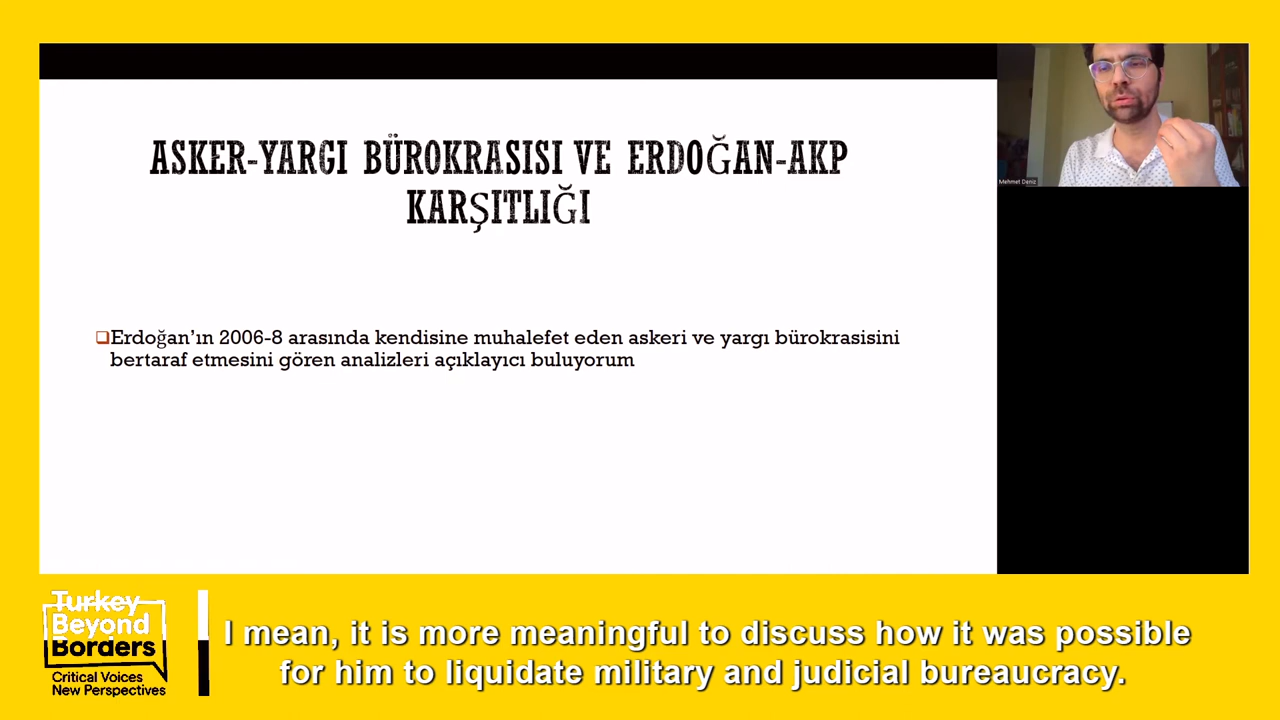 ASKER-YARGI BÜROKRASISI VE ERDOĞAN-AKP
KARŞITLIĞI
Erdoğan’ın 2006-8 arasında kendisine muhalefet eden askeri ve yargı bürokrasisini
bertaraf etmesini gören analizleri açıklayıcı buluyorum
Mehmet Deniz
Turkey
Beyond
Borders
Critical Voices
New Perspectives
I mean, it is more meaningful to discuss how it was possible
for him to liquidate military and judicial bureaucracy.